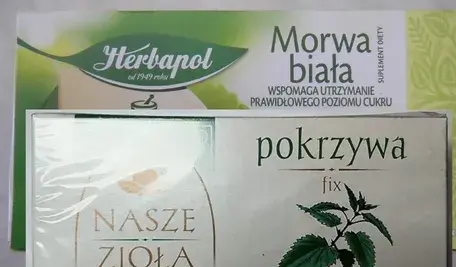 Herbapol
od 1949 roku
Morwa
biała
SUPLEMENT DIETY
WSPOMAGA UTRZYMANIE
PRAWIDŁOWEGO POZIOMU CUKRU
NASZE
ZIOŁA
pokrzywa
fix